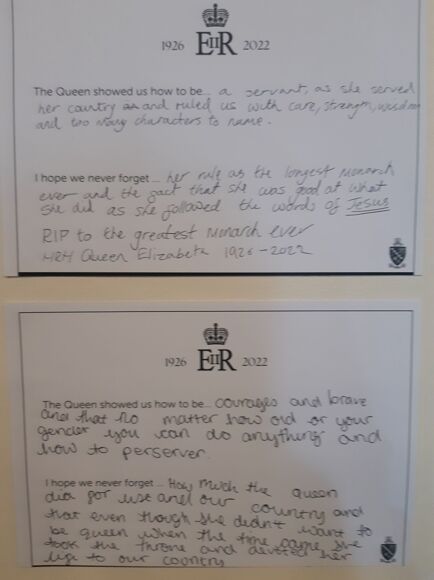 1926 EIIR 2022
The Queen showed us how to be... a servant, as she served
her country and ruled us with care, strength, wisdom
and too many characters to name.
I hope we never forget ... her rule as the longest monarch
ever and the fact that she was good at what
she did as she followed the words of Jesus
RIP to the greatest monarch ever
HRH Queen Elizabeth 1926-2022
1926 EIIR 2022
The Queen showed us how to be... courages and brave
and that no matter how old or your
gender you can do anything and
how to perserver.
I hope we never forget ... How much the queen
did for use and our country and
that even though she didn't want to
be queen when the time came she
took the throne and devoted her
life to our country